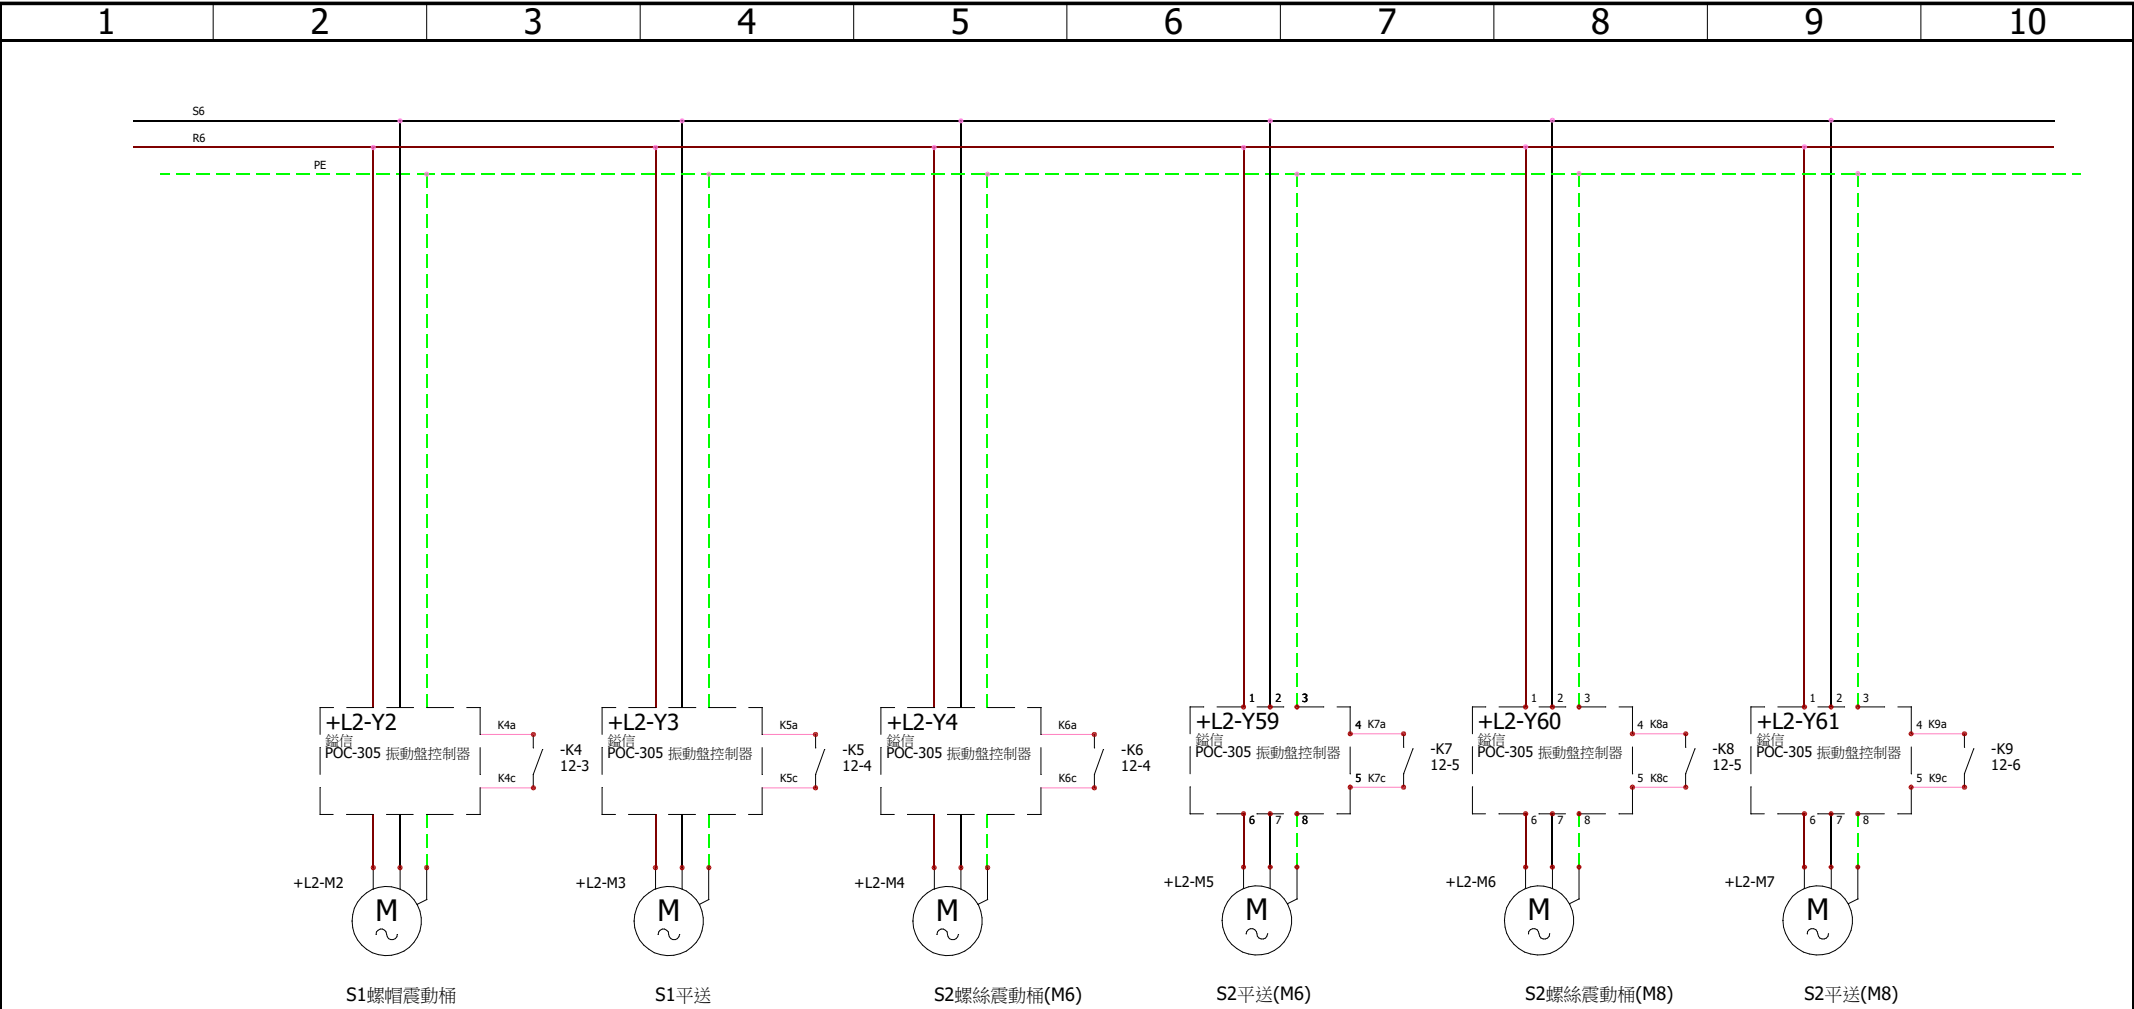 1 2 3 4 5 6 7 8 9 10
S6
R6
PE
+L2-Y2
鎰信
POC-305 振動盤控制器
K4a
K4c
-K4
12-3
+L2-M2
M
S1螺帽震動桶
+L2-Y3
鎰信
POC-305 振動盤控制器
K5a
K5c
-K5
12-4
+L2-M3
M
S1平送
+L2-Y4
鎰信
POC-305 振動盤控制器
K6a
K6c
-K6
12-4
+L2-M4
M
S2螺絲震動桶(M6)
1 2 3
+L2-Y59
鎰信
POC-305 振動盤控制器
4 K7a
5 K7c
-K7
12-5
6 7 8
+L2-M5
M
S2平送(M6)
1 2 3
+L2-Y60
鎰信
POC-305 振動盤控制器
4 K8a
5 K8c
-K8
12-5
6 7 8
+L2-M6
M
S2螺絲震動桶(M8)
1 2 3
+L2-Y61
鎰信
POC-305 振動盤控制器
4 K9a
5 K9c
-K9
12-6
6 7 8
+L2-M7
M
S2平送(M8)